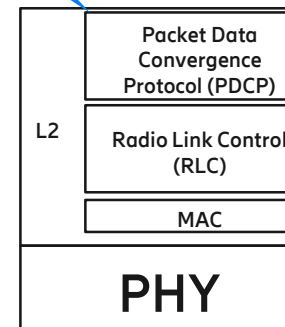 Packet Data
Convergence
Protocol (PDCP)
L2
Radio Link Control
(RLC)
MAC
PHY